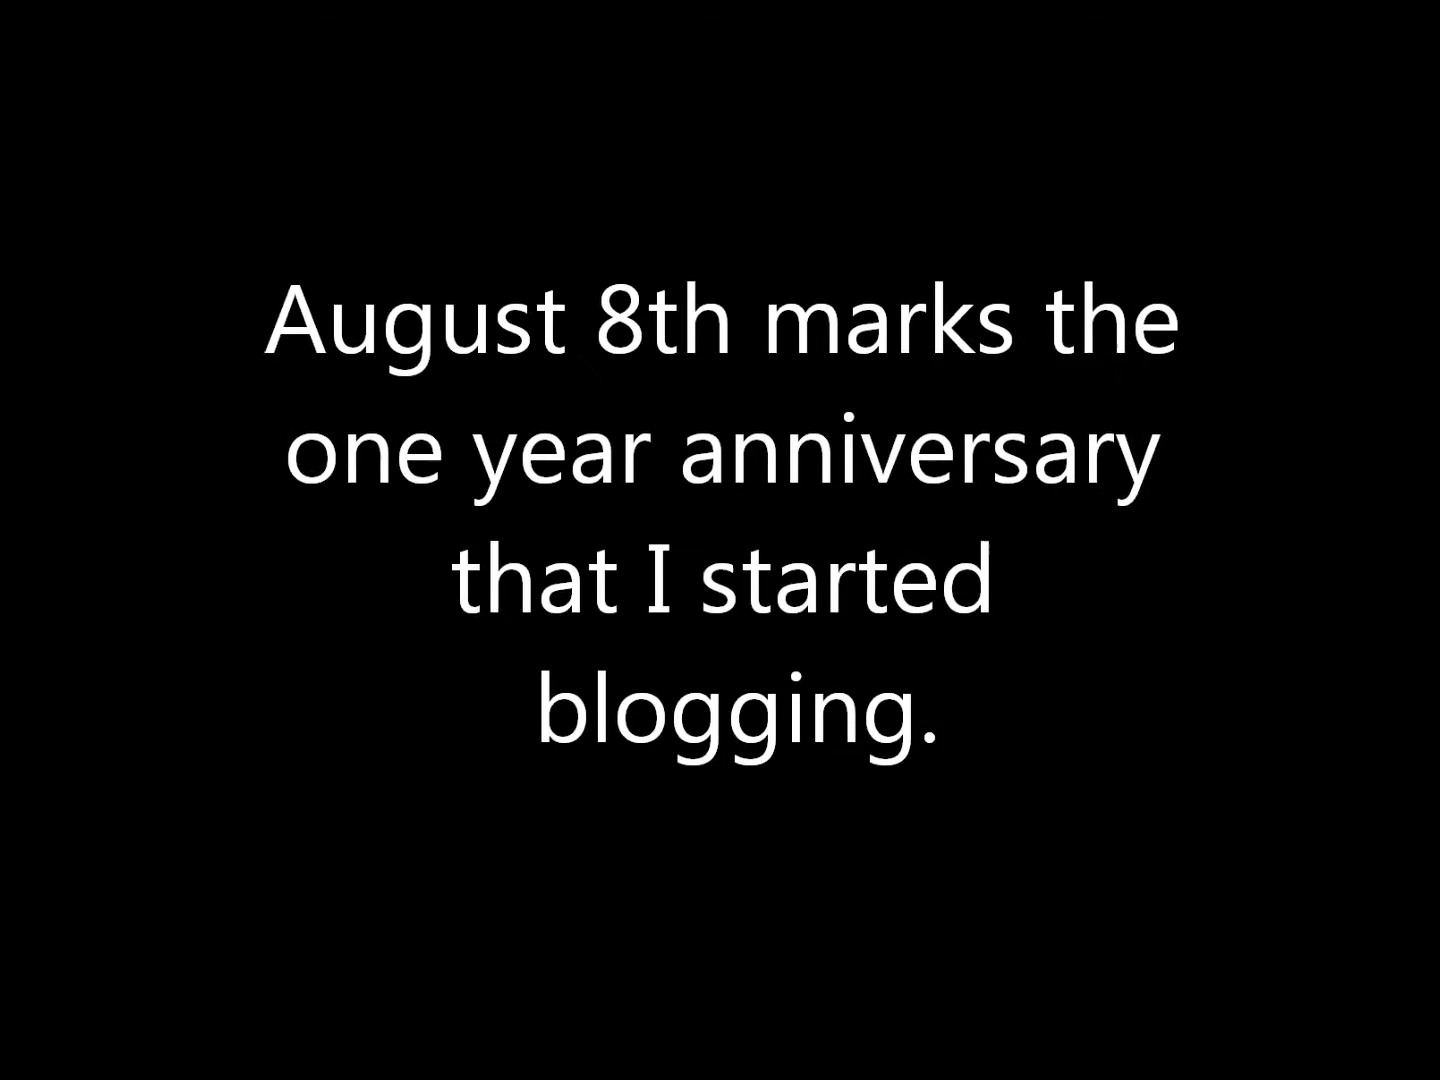 August 8th marks the
one year anniversary
that I started
blogging.